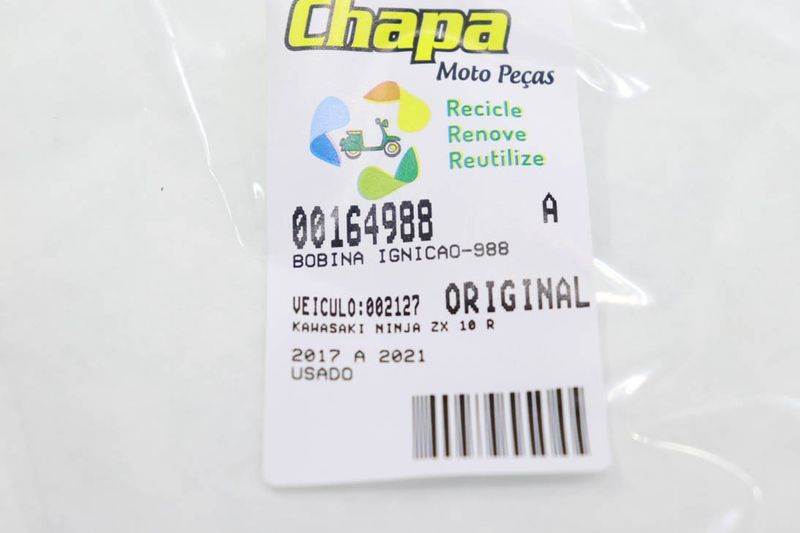 Chapa
Moto Peças
Recicle
Renove
Reutilize
00164988 A
BOBINA IGNICAO-988
VEICULO:002127 ORIGINAL
KAWASAKI NINJA ZX 10 R
2017 A 2021
USADO